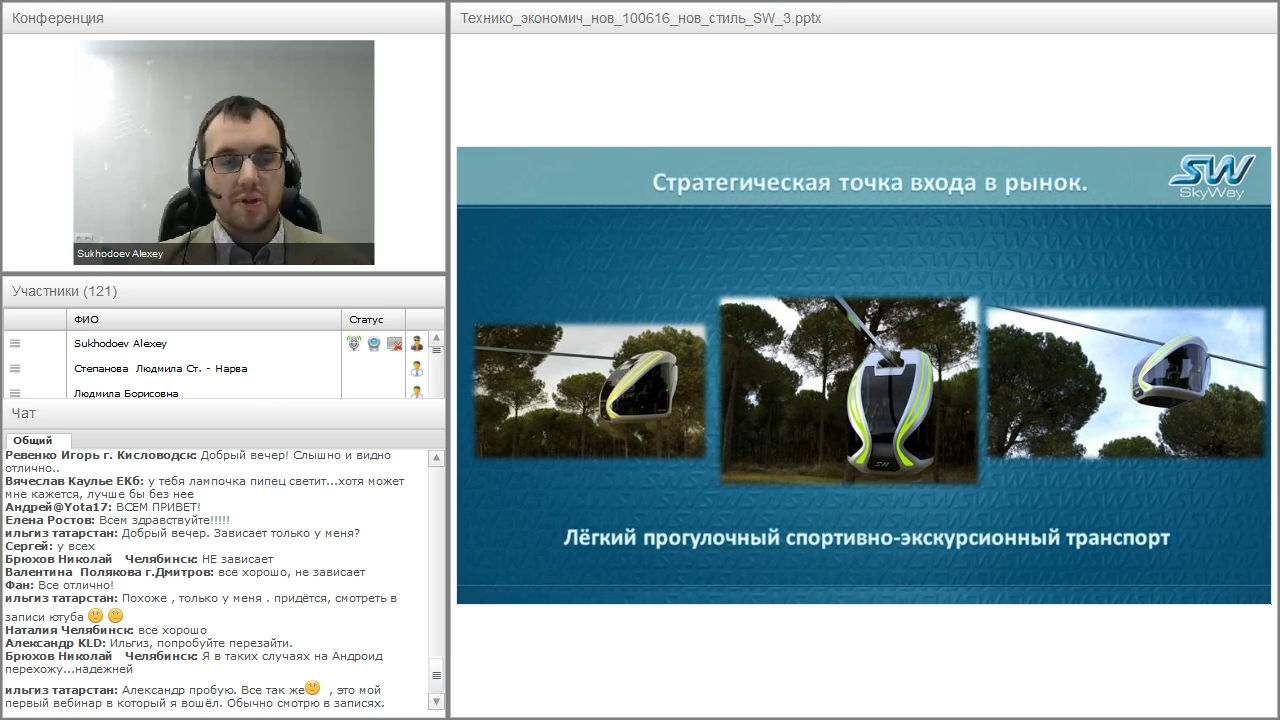 Конференция
Sukhodoev Alexey
Участники (121)
ФИО Статус
Sukhodoev Alexey
Степанова Людмила Ст. - Нарва
Людмила Борисовна
Чат
Общий
Ревенко Игорь г. Кисловодск: Добрый вечер! Слышно и видно
отлично..
Вячеслав Каулье ЕКб: у тебя лампочка пипец светит...хотя может
мне кажется, лучше бы без нее
Андрей@Yota17: ВСЕМ ПРИВЕТ!
Елена Ростов: Всем здравствуйте!!!!!
ильгиз татарстан: Добрый вечер. Зависает только у меня?
Сергей: у всех
Брюхов Николай Челябинск: НЕ зависает
Валентина Полякова г.Дмитров: все хорошо, не зависает
Фан: Все отлично!
ильгиз татарстан: Похоже , только у меня . придётся, смотреть в
записи ютуба
Наталия Челябинск: все хорошо
Александр KLD: Ильгиз, попробуйте перезайти.
Брюхов Николай Челябинск: Я в таких случаях на Андроид
перехожу...надежней
ильгиз татарстан: Александр пробую. Все так же , это мой
первый вебинар в который я вошёл. Обычно смотрю в записях.
Технико_экономич_нов_100616_нов_стиль_SW_3.pptx
Стратегическая точка входа в рынок.
SW
SkyWay
SW
Лёгкий прогулочный спортивно-экскурсионный транспорт